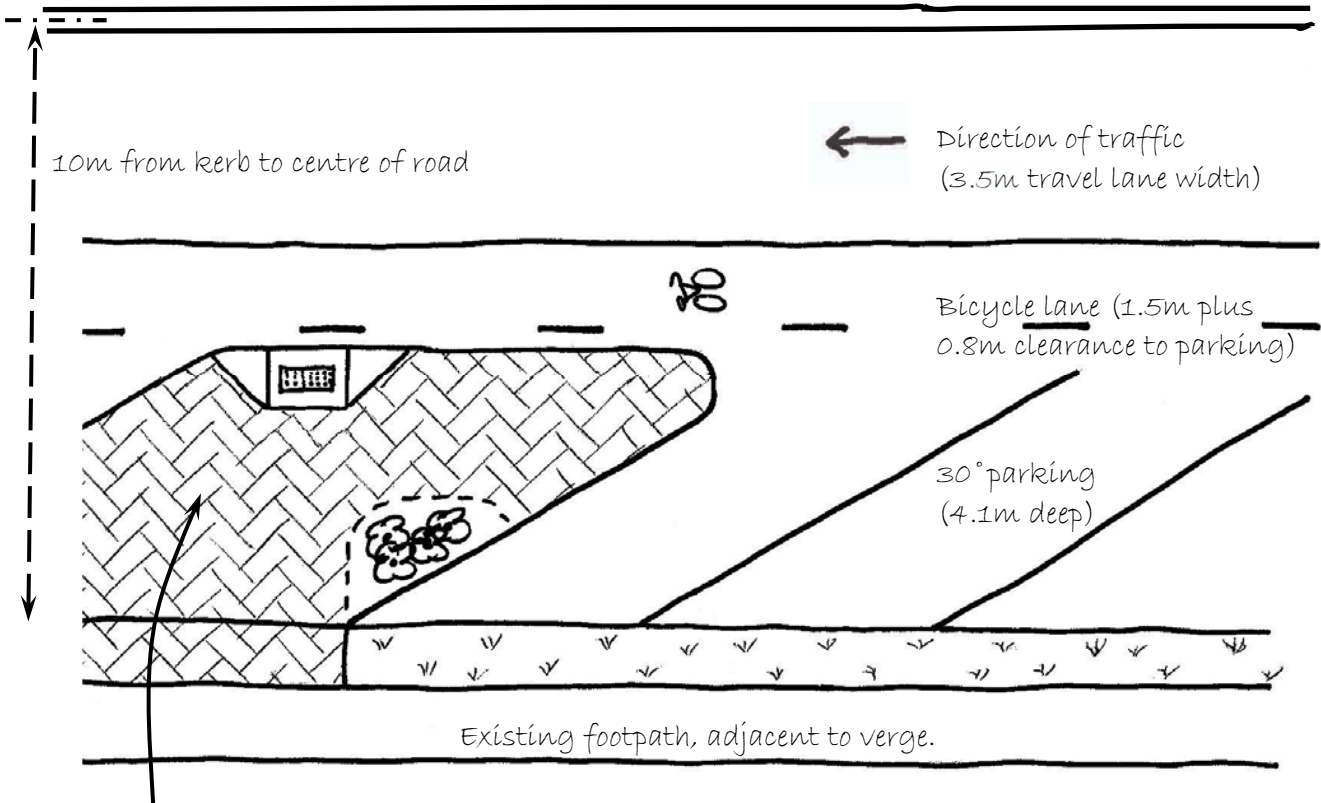 10m from kerb to centre of road
Direction of traffic
(3.5m travel lane width)
Bicycle lane (1.5m plus
0.8m clearance to parking)
30° parking
(4.1m deep)
Existing footpath, adjacent to verge.